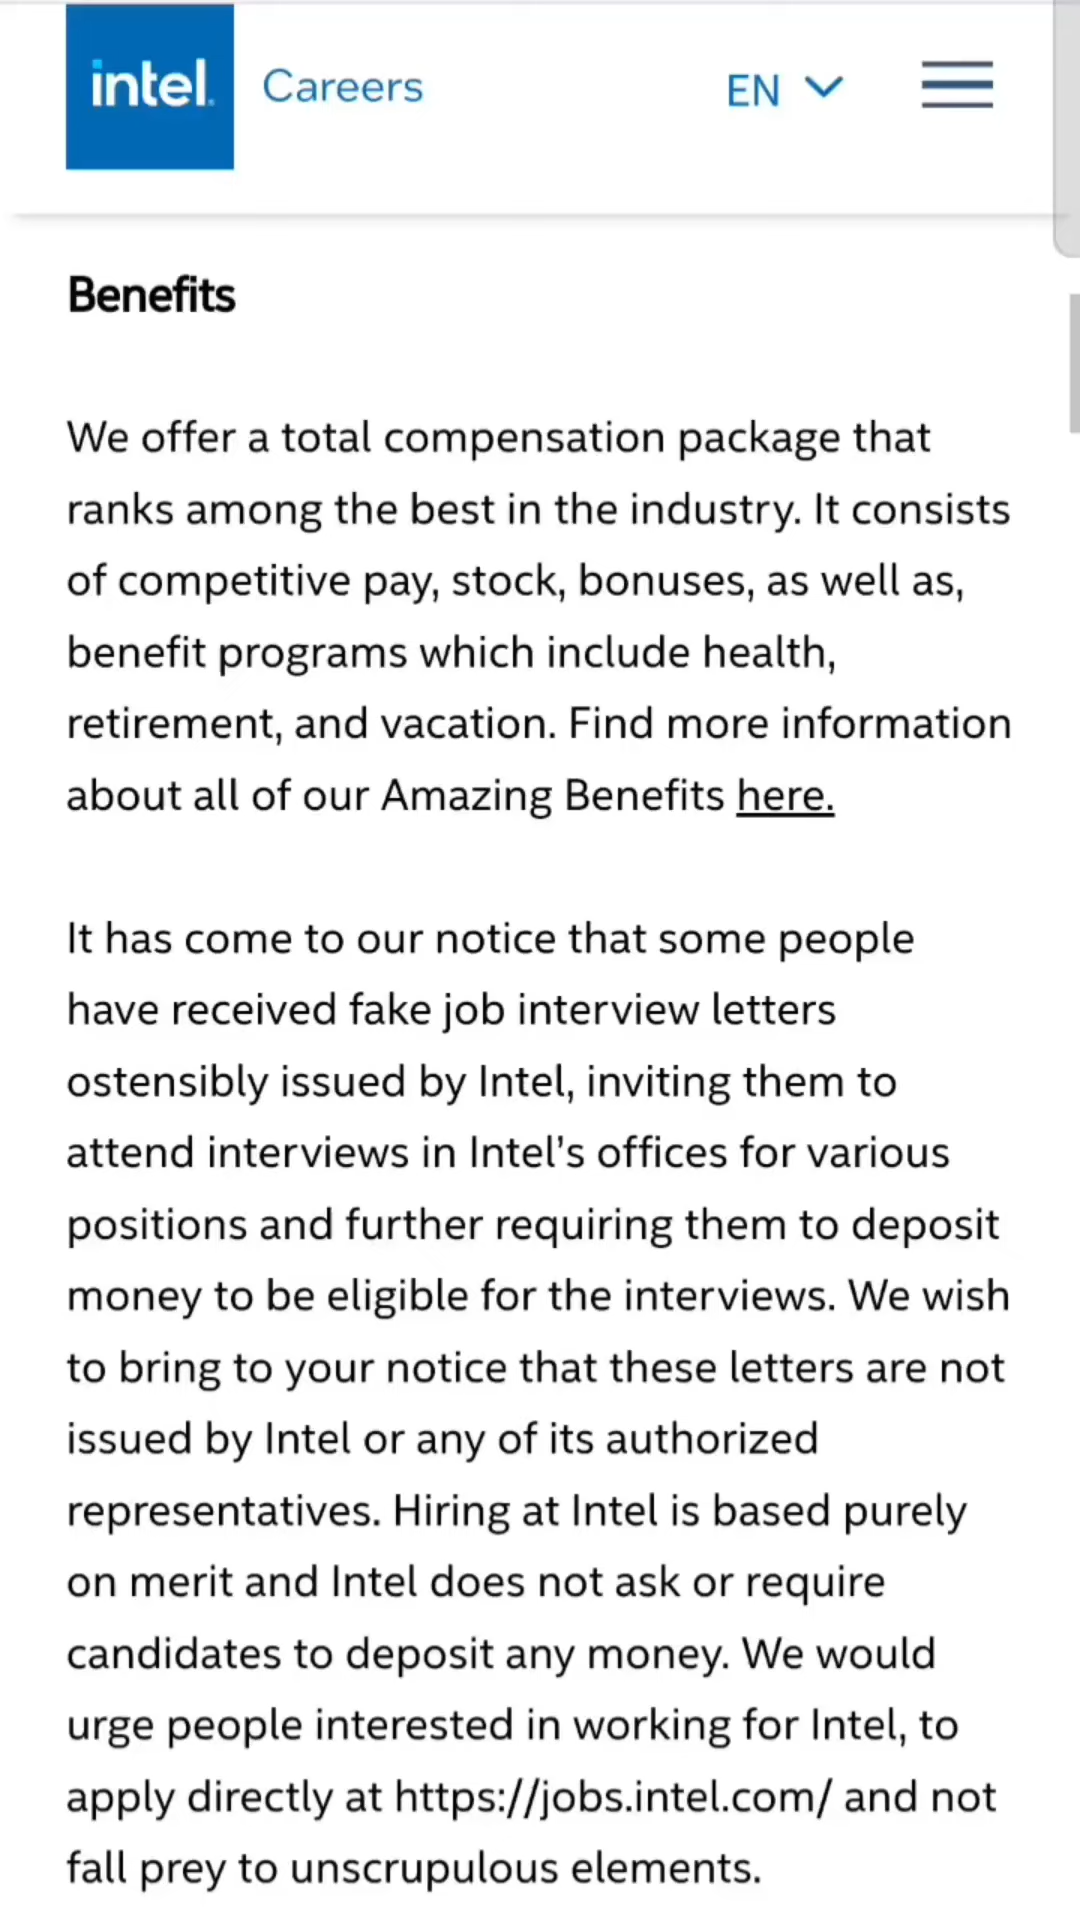 intel. Careers EN
Benefits
We offer a total compensation package that
ranks among the best in the industry. It consists
of competitive pay, stock, bonuses, as well as,
benefit programs which include health,
retirement, and vacation. Find more information
about all of our Amazing Benefits here.
It has come to our notice that some people
have received fake job interview letters
ostensibly issued by Intel, inviting them to
attend interviews in Intel's offices for various
positions and further requiring them to deposit
money to be eligible for the interviews. We wish
to bring to your notice that these letters are not
issued by Intel or any of its authorized
representatives. Hiring at Intel is based purely
on merit and Intel does not ask or require
candidates to deposit any money. We would
urge people interested in working for Intel, to
apply directly at https://jobs.intel.com/ and not
fall prey to unscrupulous elements.